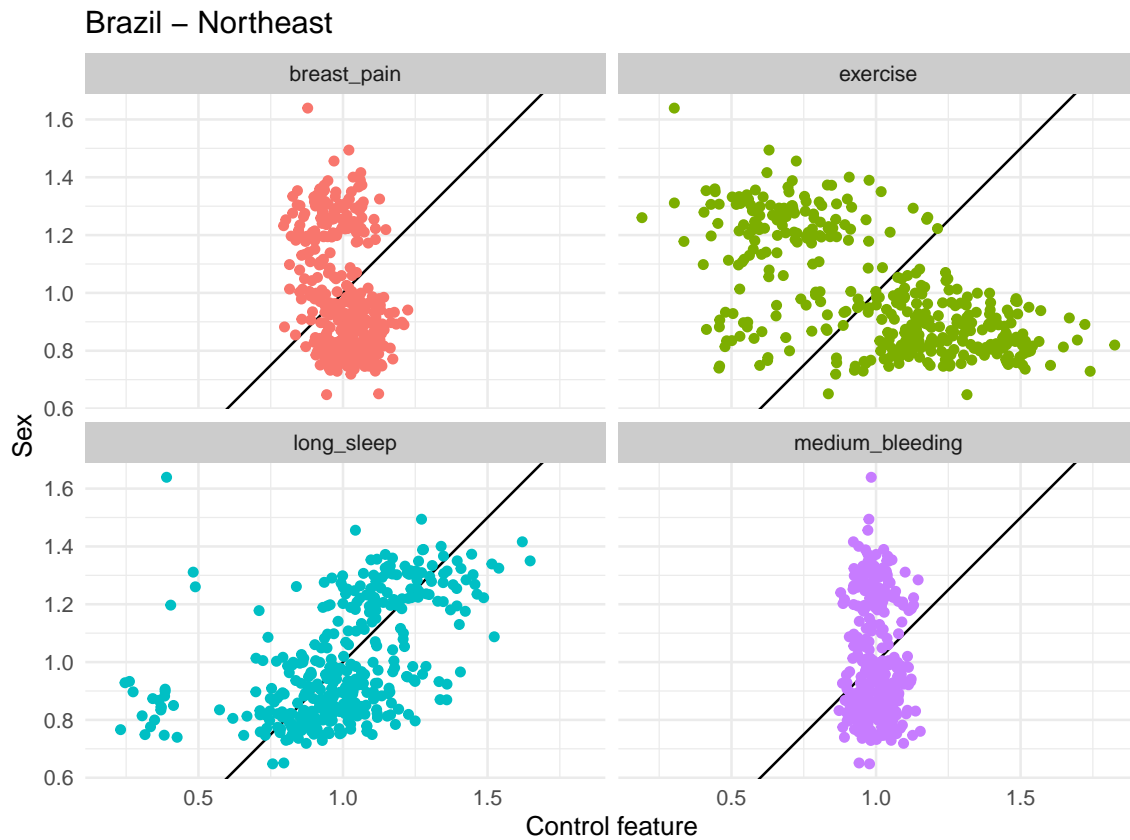 Brazil − Northeast
breast_pain
exercise
1.6
1.4
1.2
1.0
0.8
0.6
long_sleep
medium_bleeding
1.6
1.4
1.2
1.0
0.8
0.6
Sex
0.5 1.0 1.5
0.5 1.0 1.5
Control feature